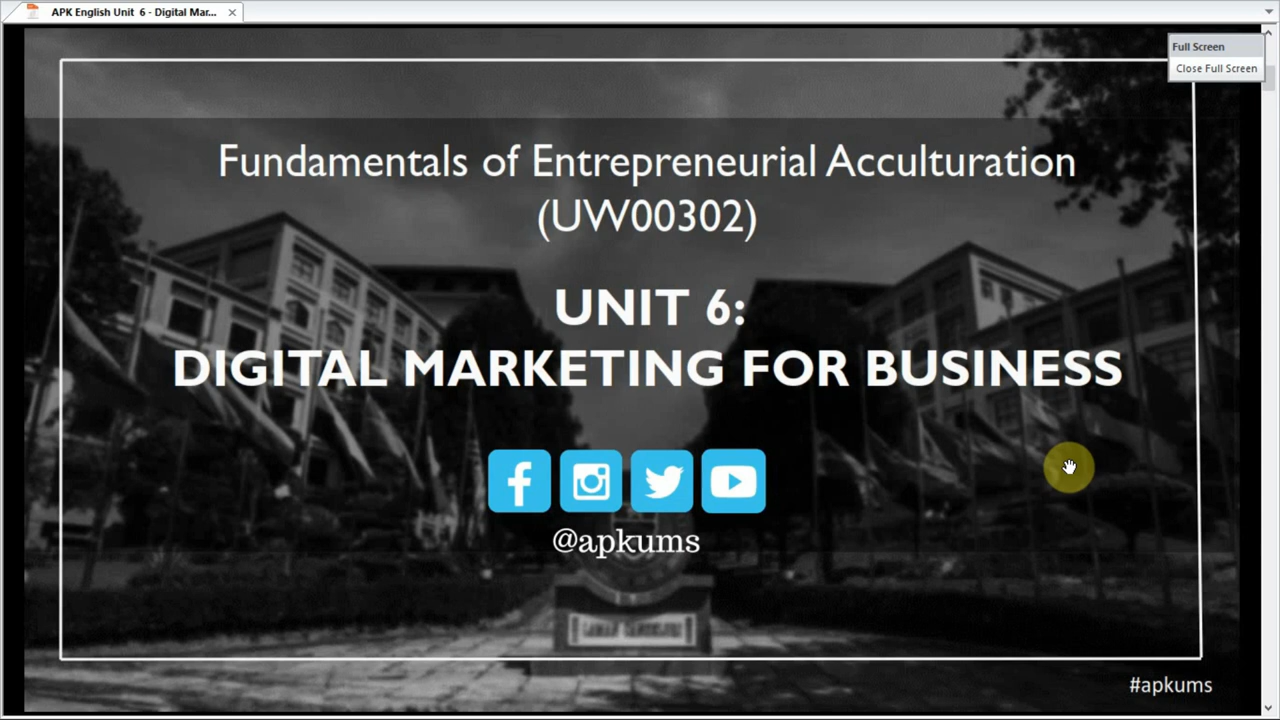 APK English Unit 6 - Digital Mar...
Full Screen
Close Full Screen
Fundamentals of Entrepreneurial Acculturation
(UW00302)
UNIT 6:
DIGITAL MARKETING FOR BUSINESS
@apkums
#apkums